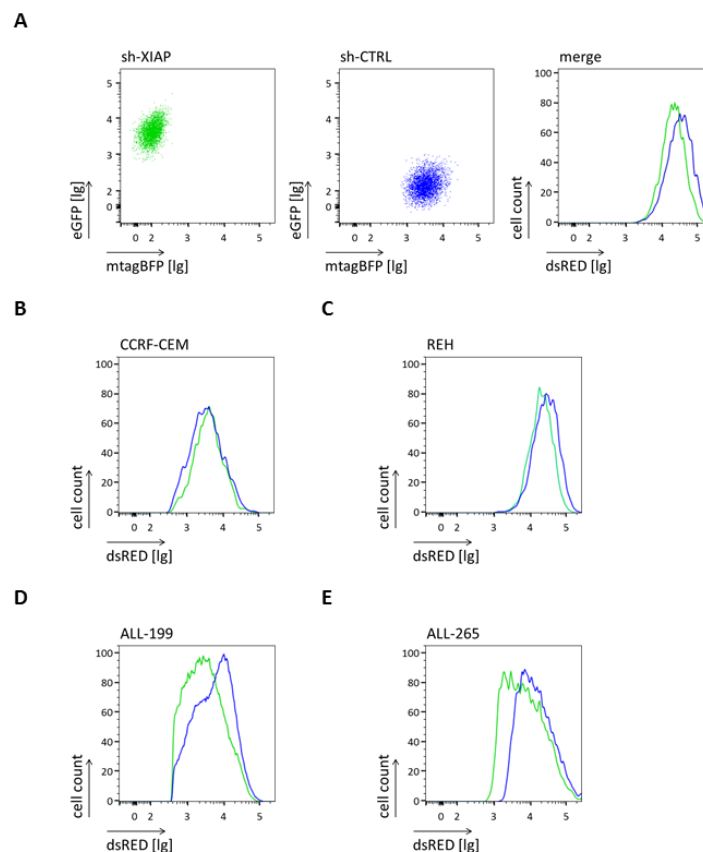 A
sh-XIAP
sh-CTRL
merge
5
4
3
2
0
eGFP [lg]
0 2 3 4 5
mtagBFP [lg]
5
4
3
2
0
eGFP [lg]
0 2 3 4 5
mtagBFP [lg]
100
80
60
40
20
0
cell count
0 2 3 4 5
dsRED [lg]
B
C
CCRF-CEM
REH
100
80
60
40
20
0
cell count
0 2 3 4 5
dsRED [lg]
100
80
60
40
20
0
cell count
0 2 3 4 5
dsRED [lg]
D
E
ALL-199
ALL-265
100
80
60
40
20
0
cell count
0 2 3 4 5
dsRED [lg]
100
80
60
40
20
0
cell count
0 2 3 4 5
dsRED [lg]